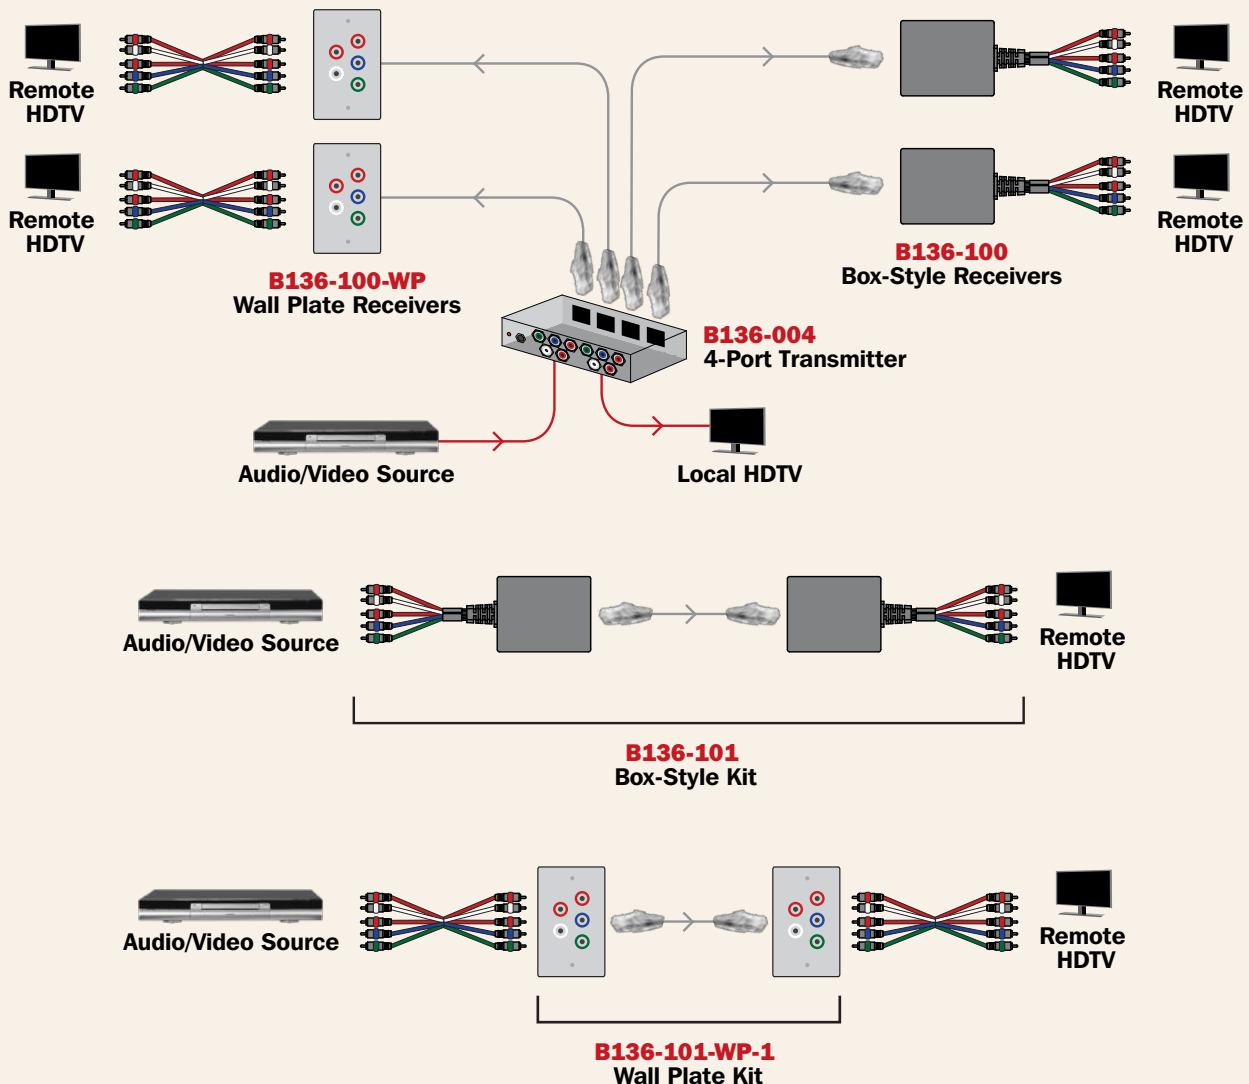 Remote
HDTV
Remote
HDTV
Remote
HDTV
Remote
HDTV
B136-100-WP
Wall Plate Receivers
B136-100
Box-Style Receivers
B136-004
4-Port Transmitter
Audio/Video Source
Local HDTV
Audio/Video Source
Remote
HDTV
B136-101
Box-Style Kit
Audio/Video Source
Remote
HDTV
B136-101-WP-1
Wall Plate Kit